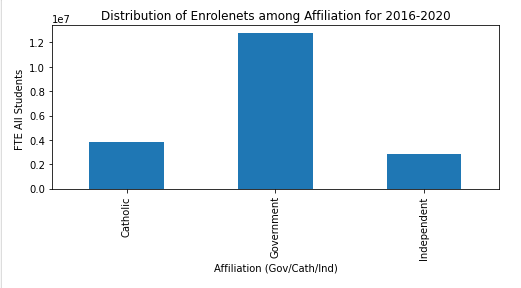 Distribution of Enrolenets among Affiliation for 2016-2020
1e7
1.2
1.0
0.8
0.6
0.4
0.2
0.0
FTE All Students
Catholic
Government
Independent
Affiliation (Gov/Cath/Ind)